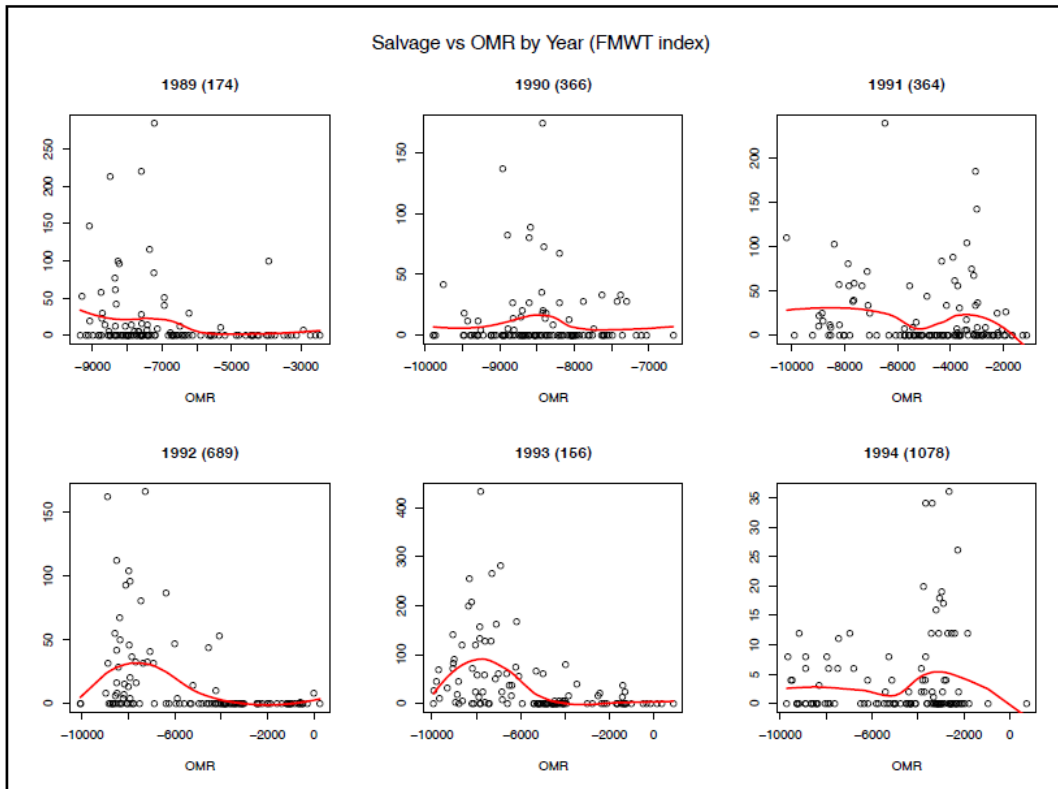 Salvage vs OMR by Year (FMWT index)
1989 (174)
1990 (366)
1991 (364)
0 50 100 150 200 250
0 50 100 150
0 50 100 150 200
−9000 −7000 −5000 −3000
−10000 −9000 −8000 −7000
−10000 −8000 −6000 −4000 −2000
OMR
OMR
OMR
1992 (689)
1993 (156)
1994 (1078)
0 50 100 150
0 100 200 300 400
0 5 10 15 20 25 30 35
−10000 −6000 −2000 0
−10000 −6000 −2000 0
−10000 −6000 −2000 0
OMR
OMR
OMR